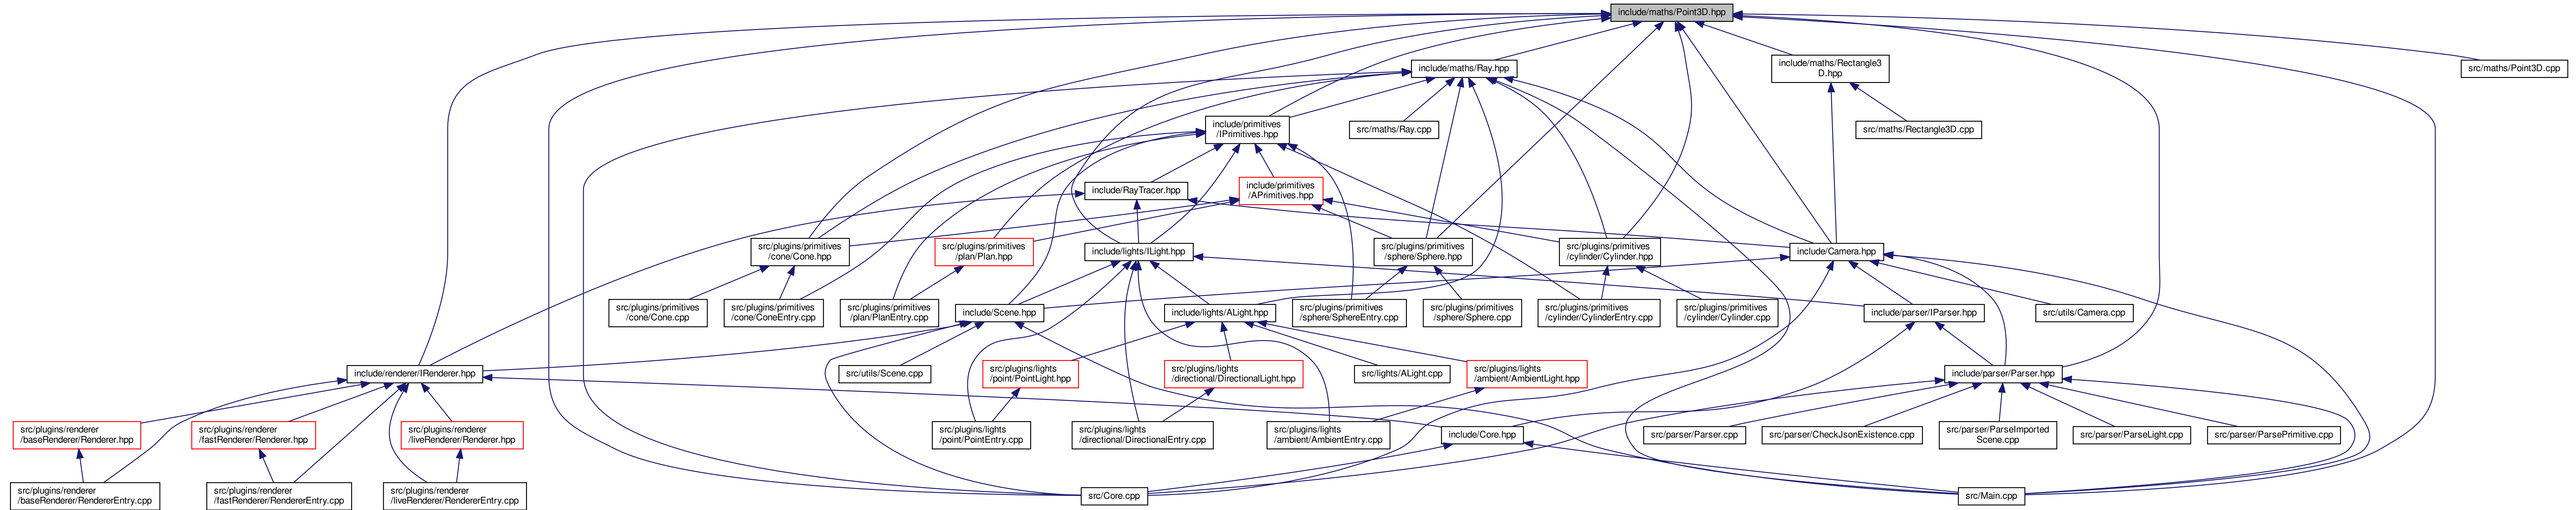 include/maths/Point3D.hpp
include/maths/Ray.hpp
include/maths/Rectangle3
D.hpp
src/maths/Point3D.cpp
include/primitives
/IPrimitives.hpp
src/maths/Ray.cpp
src/maths/Rectangle3D.cpp
include/RayTracer.hpp
include/primitives
/APrimitives.hpp
src/plugins/primitives
/cone/Cone.hpp
src/plugins/primitives
/plan/Plan.hpp
include/lights/ILight.hpp
src/plugins/primitives
/sphere/Sphere.hpp
src/plugins/primitives
/cylinder/Cylinder.hpp
include/Camera.hpp
src/plugins/primitives
/cone/Cone.cpp
src/plugins/primitives
/cone/ConeEntry.cpp
src/plugins/primitives
/plan/PlanEntry.cpp
include/Scene.hpp
include/lights/ALight.hpp
src/plugins/primitives
/sphere/SphereEntry.cpp
src/plugins/primitives
/sphere/Sphere.cpp
src/plugins/primitives
/cylinder/CylinderEntry.cpp
src/plugins/primitives
/cylinder/Cylinder.cpp
include/parser/IParser.hpp
src/utils/Camera.cpp
include/renderer/IRenderer.hpp
src/utils/Scene.cpp
src/plugins/lights
/point/PointLight.hpp
src/plugins/lights
/directional/DirectionalLight.hpp
src/lights/ALight.cpp
src/plugins/lights
/ambient/AmbientLight.hpp
include/parser/Parser.hpp
src/plugins/renderer
/baseRenderer/Renderer.hpp
src/plugins/renderer
/fastRenderer/Renderer.hpp
src/plugins/renderer
/liveRenderer/Renderer.hpp
src/plugins/lights
/point/PointEntry.cpp
src/plugins/lights
/directional/DirectionalEntry.cpp
src/plugins/lights
/ambient/AmbientEntry.cpp
include/Core.hpp
src/parser/Parser.cpp
src/parser/CheckJsonExistence.cpp
src/parser/ParseImported
Scene.cpp
src/parser/ParseLight.cpp
src/parser/ParsePrimitive.cpp
src/plugins/renderer
/baseRenderer/RendererEntry.cpp
src/plugins/renderer
/fastRenderer/RendererEntry.cpp
src/plugins/renderer
/liveRenderer/RendererEntry.cpp
src/Core.cpp
src/Main.cpp